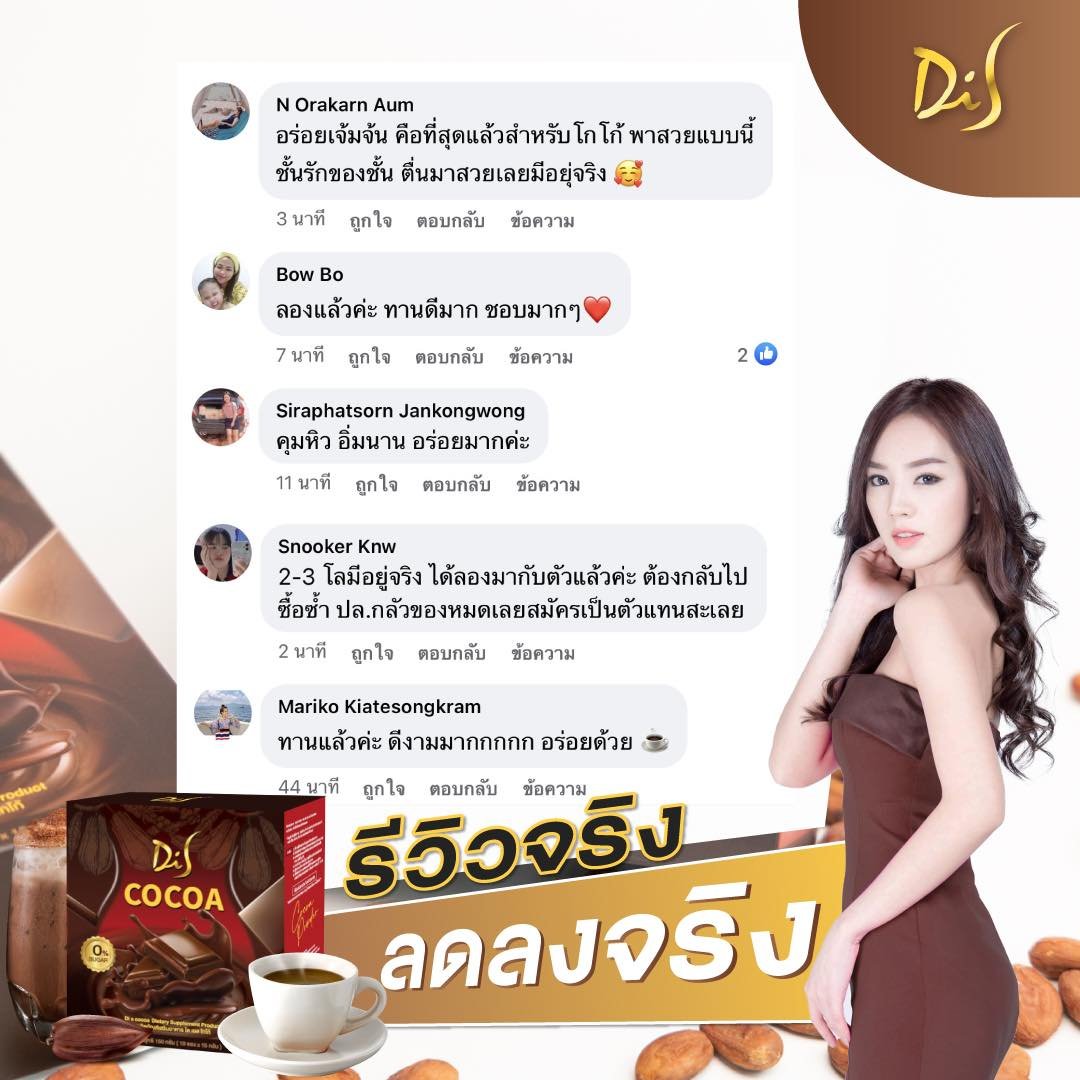 Dis
N Orakarn Aum
อร่อยเจ้มจ้น คือที่สุดแล้วสำหรับโกโก้ พาสวยแบบนี้
ชั้นรักของชั้น ตื่นมาสวยเลยมีอยุ่จริง 🥰
3 นาที ถูกใจ ตอบกลับ ข้อความ
Bow Bo
ลองแล้วค่ะ ทานดีมาก ชอบมากๆ❤️
7 นาที ถูกใจ ตอบกลับ ข้อความ 2
Siraphatsorn Jankongwong
คุมหิว อิ่มนาน อร่อยมากค่ะ
11 นาที ถูกใจ ตอบกลับ ข้อความ
Snooker Knw
2-3 โลมีอยู่จริง ได้ลองมากับตัวแล้วค่ะ ต้องกลับไป
ซื้อซ้ำ ปล.กลัวของหมดเลยสมัครเป็นตัวแทนสะเลย
2 นาที ถูกใจ ตอบกลับ ข้อความ
Mariko Kiatesongkram
ทานแล้วค่ะ ดีงามมากกกกก อร่อยด้วย ☕
44 นาที ถูกใจ ตอบกลับ ข้อความ
รีวิวจริง
ลดลงจริง
Product
Dis
COCOA
0%
SUGAR
Di s cocoa Dietary Supplement Product